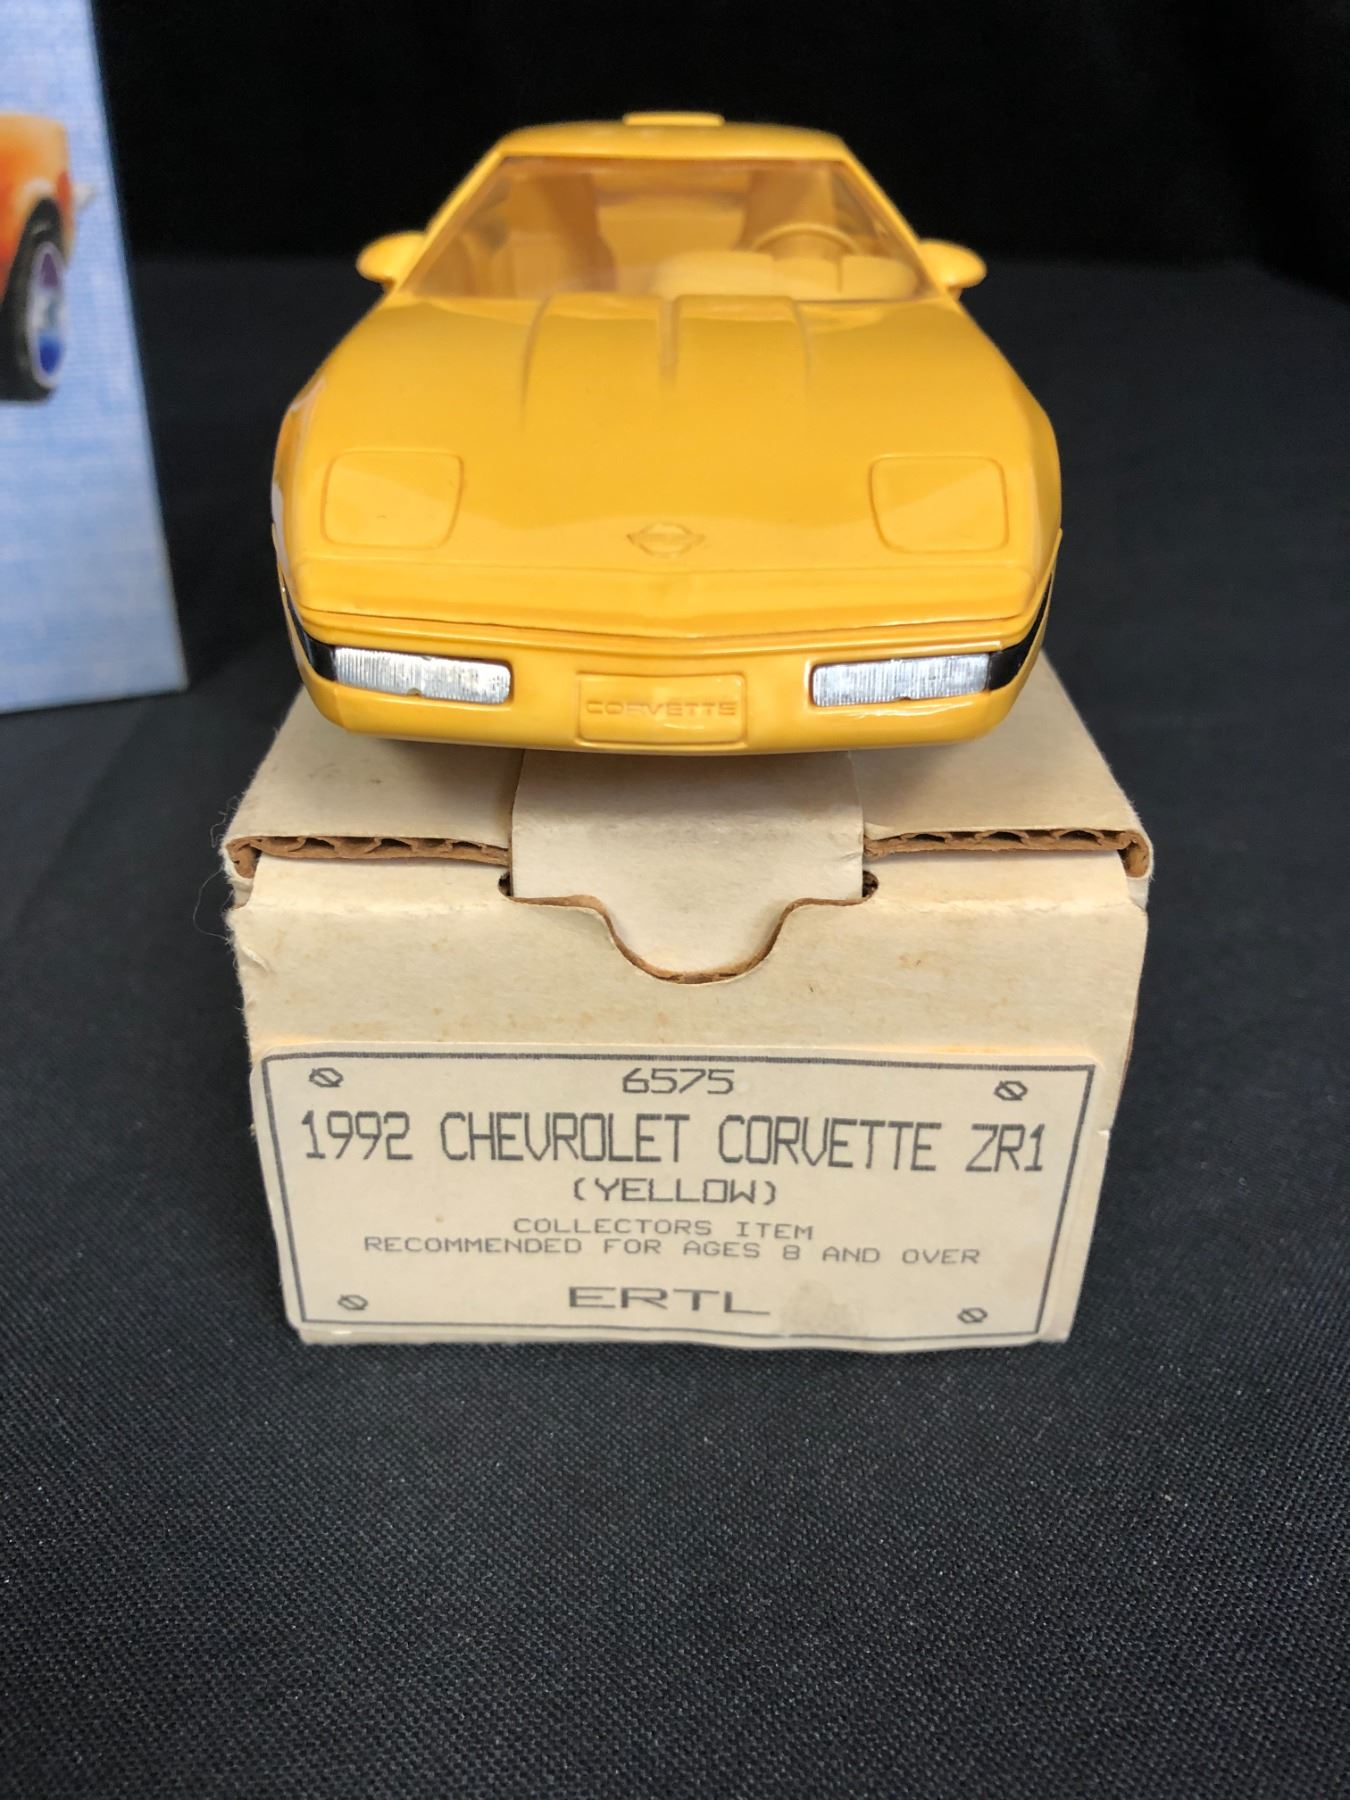 CORVETTE
6575
1992 CHEVROLET CORVETTE ZR1
(YELLOW)
COLLECTORS ITEM
RECOMMENDED FOR AGES 8 AND OVER
ERTL